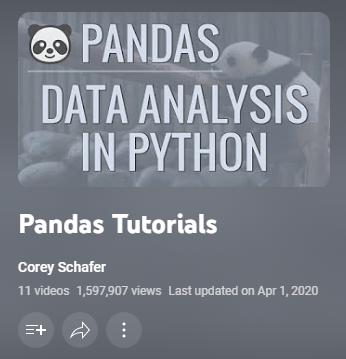 PANDAS
DATA ANALYSIS
IN PYTHON
Pandas Tutorials
Corey Schafer
11 videos 1,597,907 views Last updated on Apr 1, 2020